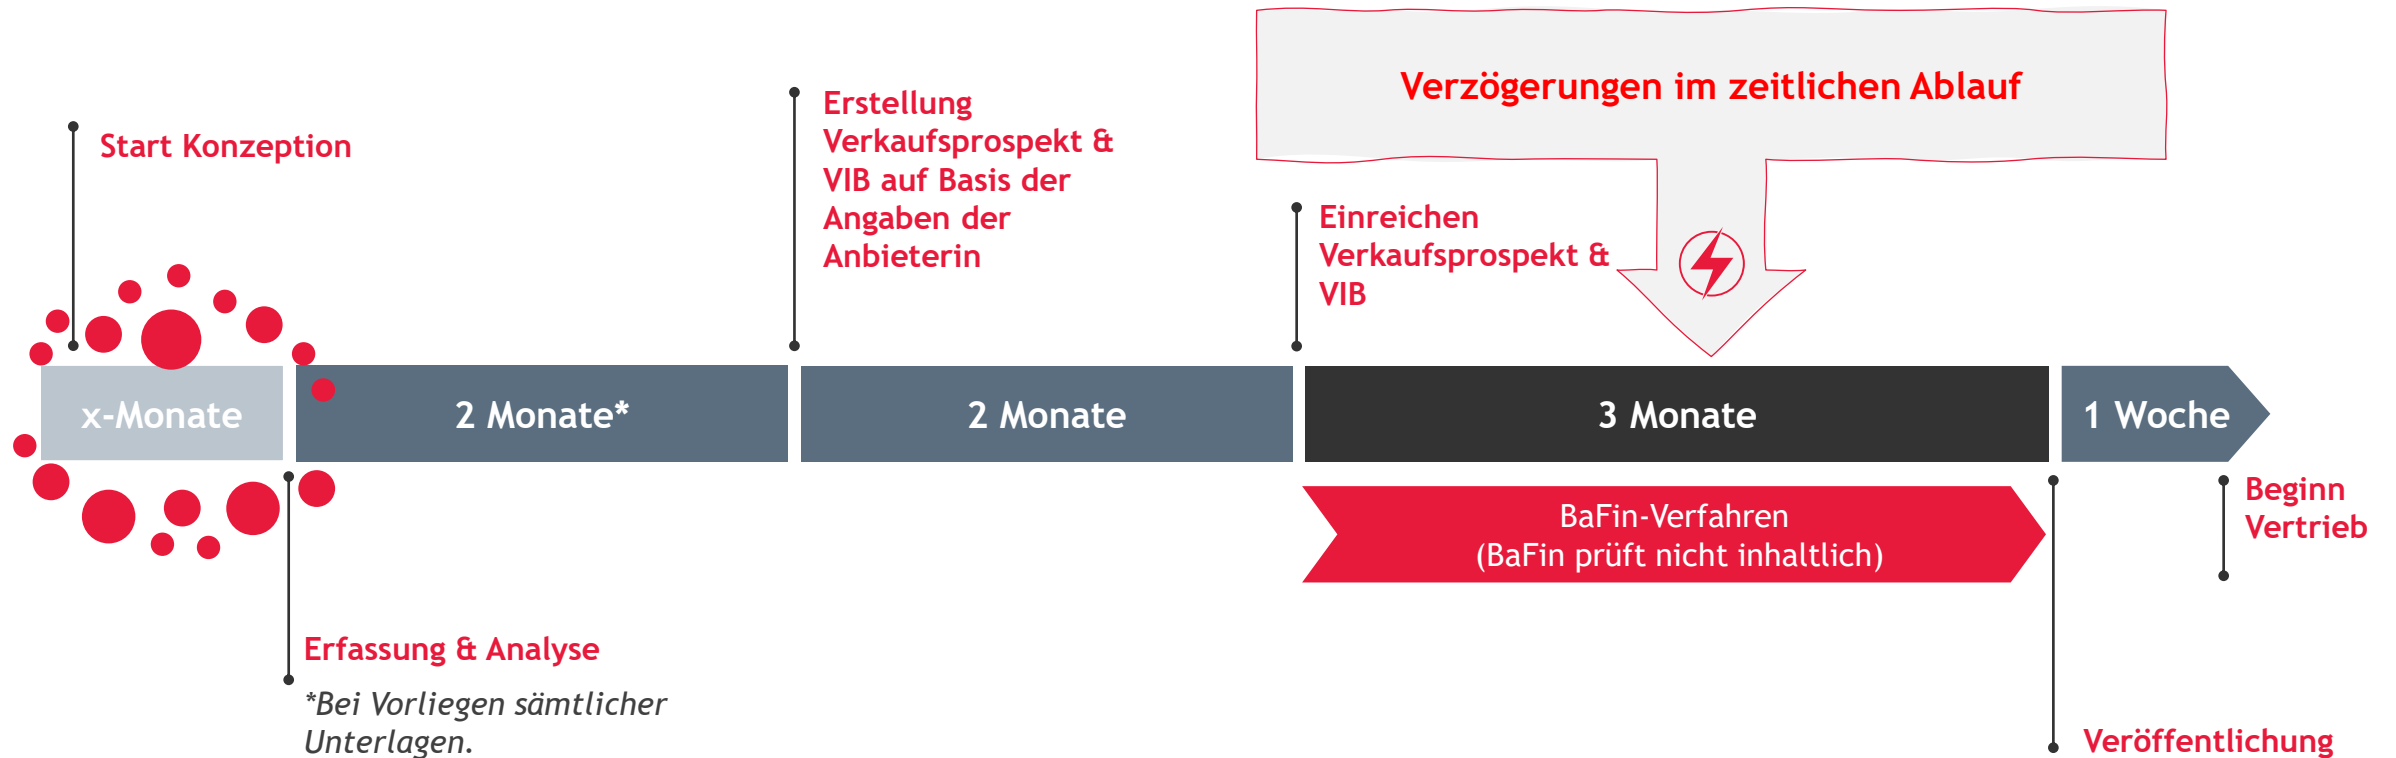 Verzögerungen im zeitlichen Ablauf
Start Konzeption
Erstellung
Verkaufsprospekt &
VIB auf Basis der
Angaben der
Anbieterin
Einreichen
Verkaufsprospekt &
VIB
x-Monate
2 Monate*
2 Monate
3 Monate
1 Woche
BaFin-Verfahren
(BaFin prüft nicht inhaltlich)
Beginn
Vertrieb
Erfassung & Analyse
*Bei Vorliegen sämtlicher
Unterlagen.
Veröffentlichung